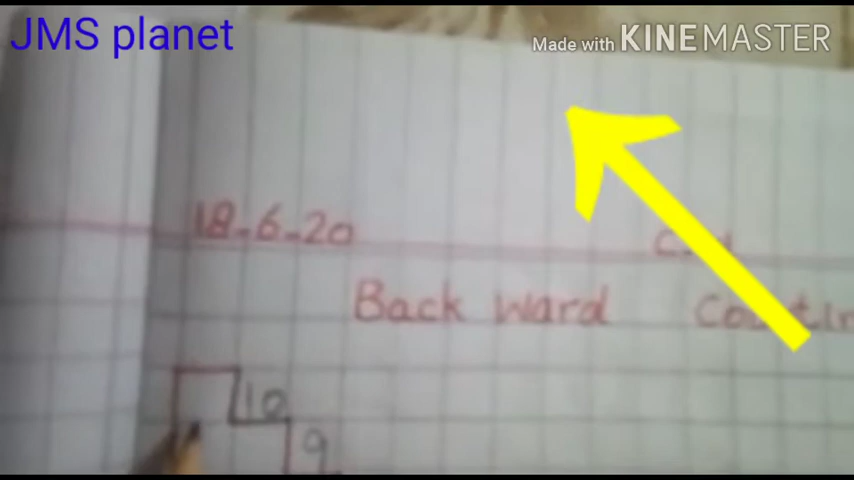 JMS planet
Made with KINEMASTER
18-6-20
Back ward
10
9